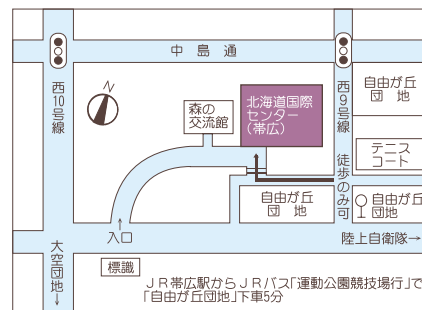 中島通
西10号線
西9号線
N
森の
交流館
北海道国際
センター
(帯広)
自由が丘
団地
テニス
コート
徒歩のみ可
自由が丘
団地
自由が丘
団地
入口
陸上自衛隊→
大空団地→
標識
JR帯広駅からJRバス「運動公園競技場行」で
「自由が丘団地」下車5分